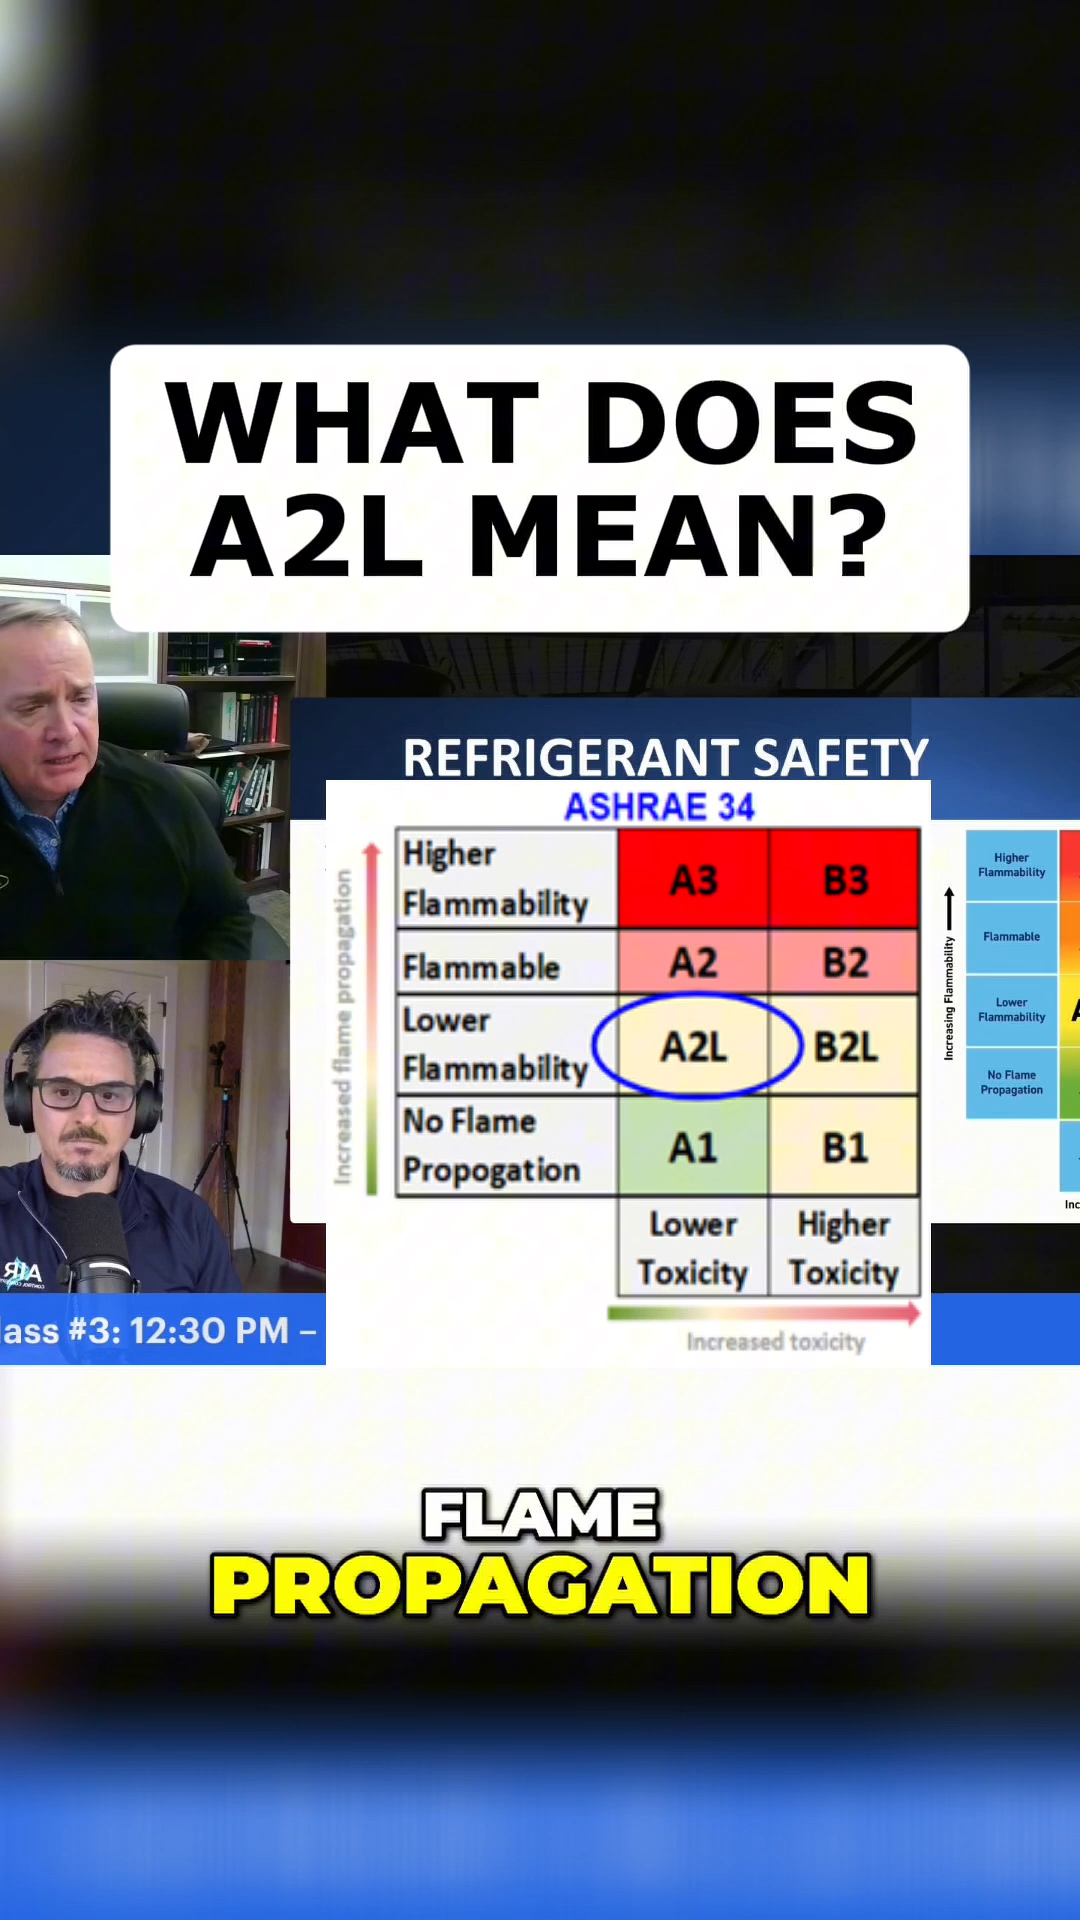 WHAT DOES
A2L MEAN?
REFRIGERANT SAFETY
ASHRAE 34
Increased flame propagation
Higher
Flammability
A3
B3
Flammable
A2
B2
Lower
Flammability
A2L
B2L
No Flame
Propogation
A1
B1
Lower
Toxicity
Higher
Toxicity
Increased toxicity
Increasing Flammability
Higher
Flammability
Flammable
Lower
Flammability
No Flame
Propagation
AIR
lass #3: 12:30 PM –
FLAME
PROPAGATION